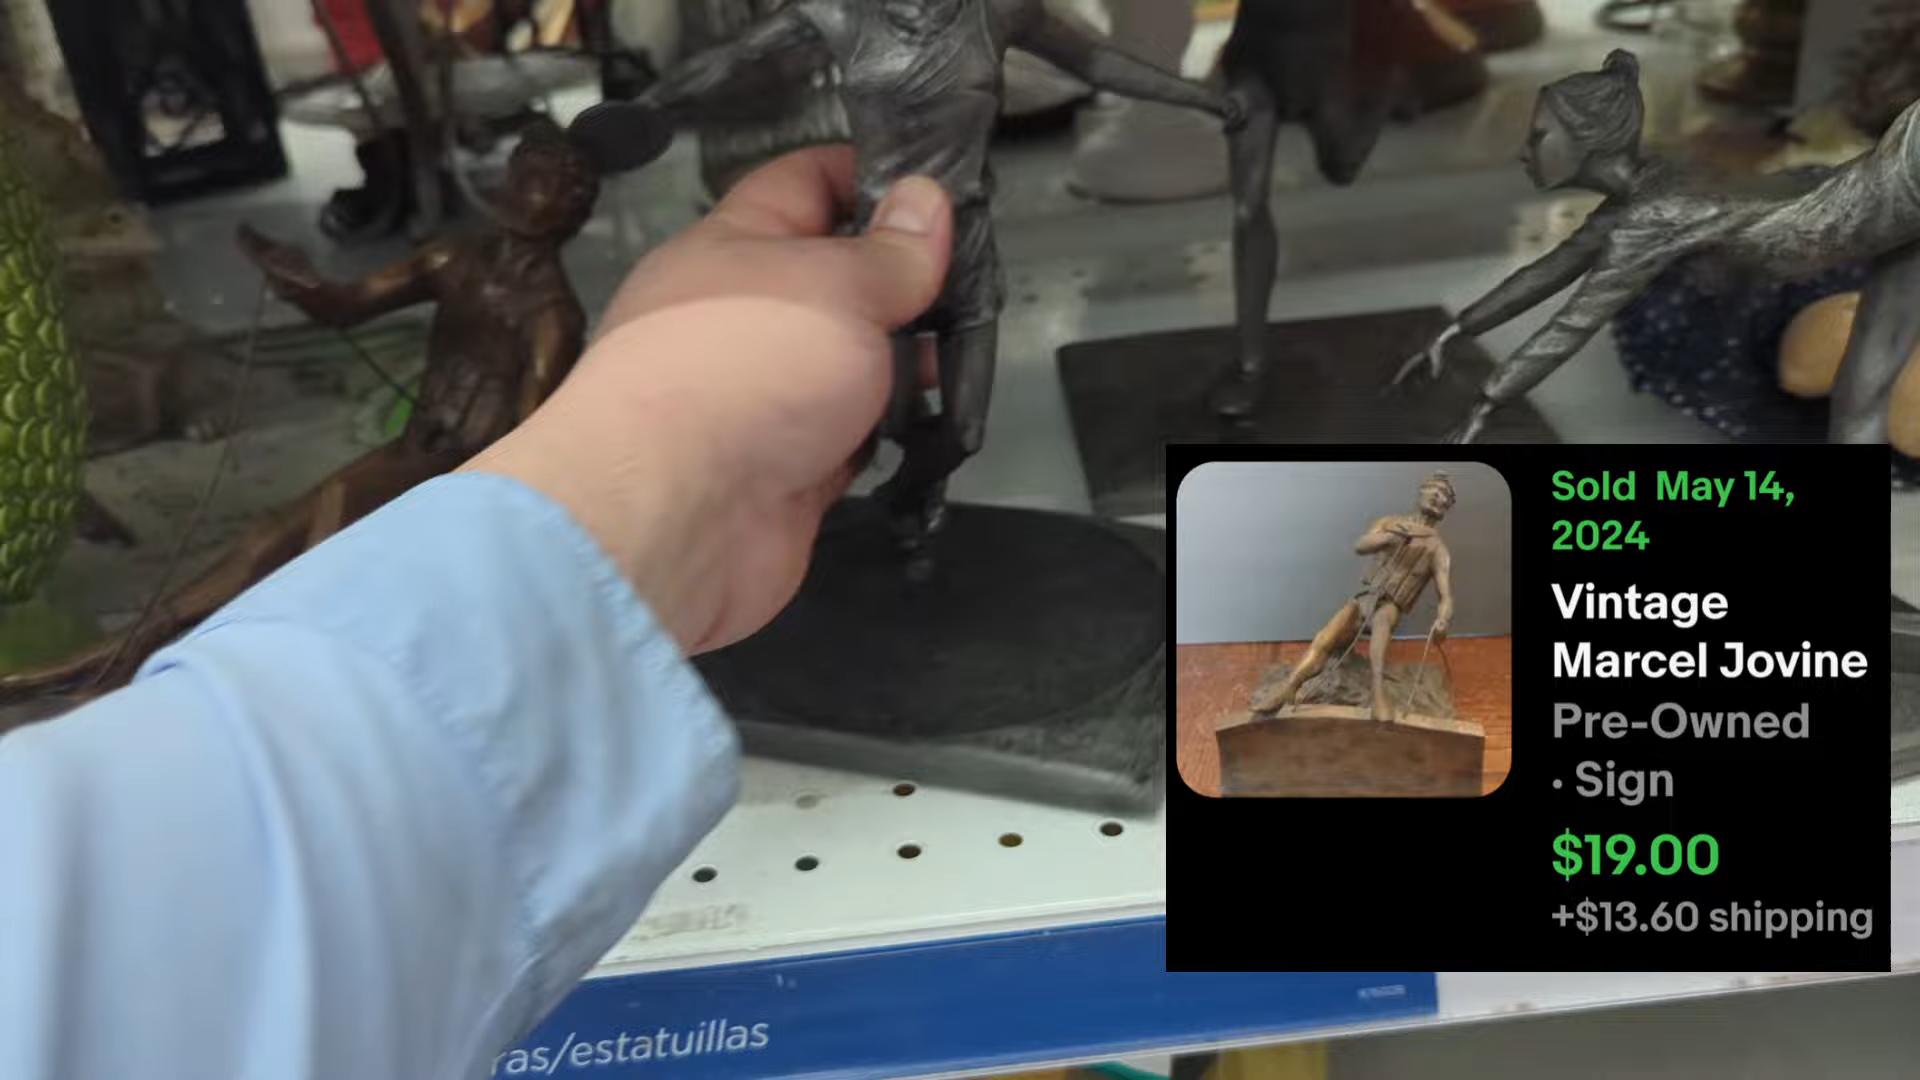 Sold May 14,
2024
Vintage
Marcel Jovine
Pre-Owned
· Sign
$19.00
+$13.60 shipping
ras/estatuillas